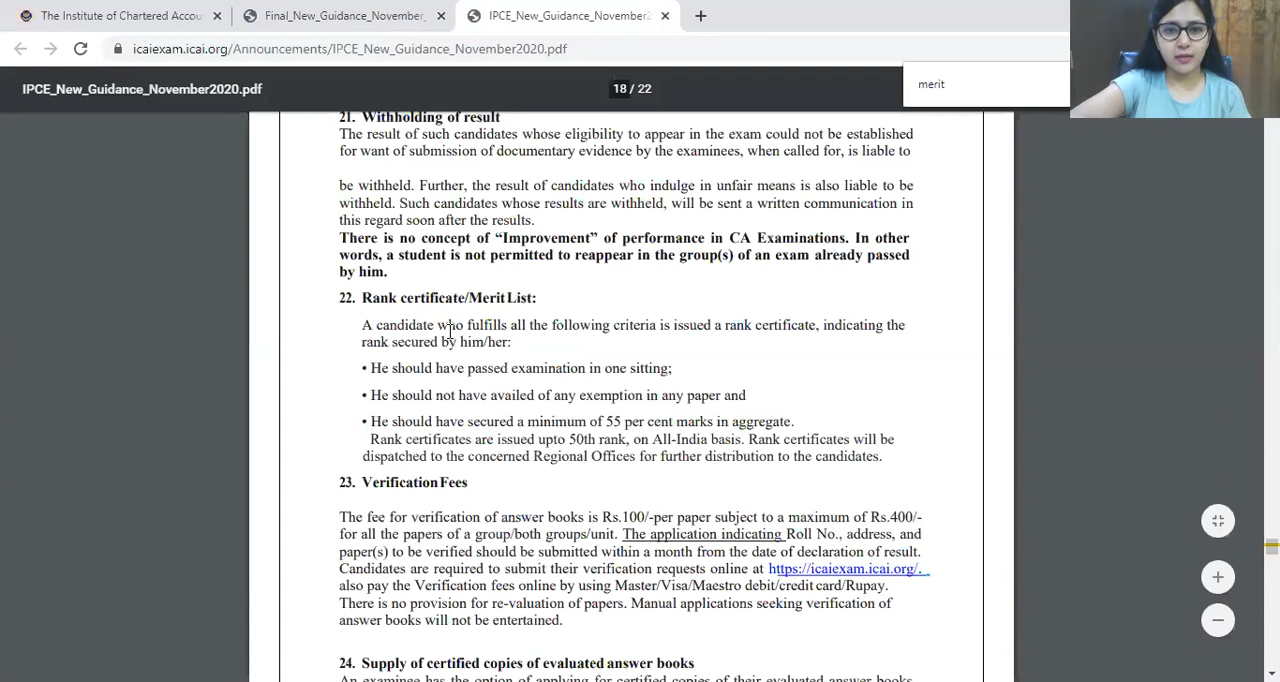 The Institute of Chartered Accou
Final_New_Guidance_November
IPCE_New_Guidance_November2
icaiexam.icai.org/Announcements/IPCE_New_Guidance_November2020.pdf
IPCE_New_Guidance_November2020.pdf
18 / 22
merit
21. Withholding of result
The result of such candidates whose eligibility to appear in the exam could not be established
for want of submission of documentary evidence by the examinees, when called for, is liable to
be withheld. Further, the result of candidates who indulge in unfair means is also liable to be
withheld. Such candidates whose results are withheld, will be sent a written communication in
this regard soon after the results.
There is no concept of “Improvement” of performance in CA Examinations. In other
words, a student is not permitted to reappear in the group(s) of an exam already passed
by him.
22. Rank certificate/Merit List:
A candidate who fulfills all the following criteria is issued a rank certificate, indicating the
rank secured by him/her:
• He should have passed examination in one sitting;
• He should not have availed of any exemption in any paper and
• He should have secured a minimum of 55 per cent marks in aggregate.
Rank certificates are issued upto 50th rank, on All-India basis. Rank certificates will be
dispatched to the concerned Regional Offices for further distribution to the candidates.
23. Verification Fees
The fee for verification of answer books is Rs.100/-per paper subject to a maximum of Rs.400/-
for all the papers of a group/both groups/unit. The application indicating Roll No., address, and
paper(s) to be verified should be submitted within a month from the date of declaration of result.
Candidates are required to submit their verification requests online at https://icaiexam.icai.org/.
also pay the Verification fees online by using Master/Visa/Maestro debit/credit card/Rupay.
There is no provision for re-valuation of papers. Manual applications seeking verification of
answer books will not be entertained.
24. Supply of certified copies of evaluated answer books
An examinee has the option of applying for certified copies of their evaluated answer books